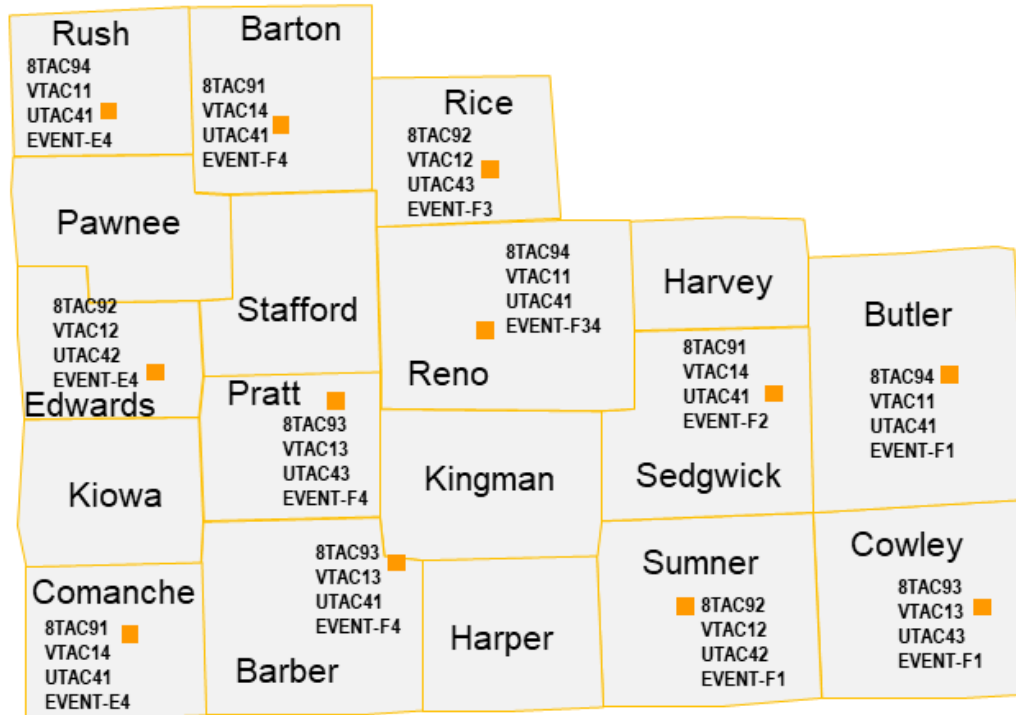 Rush
8TAC94
VTAC11
UTAC41
EVENT-E4
Barton
8TAC91
VTAC14
UTAC41
EVENT-F4
Rice
8TAC92
VTAC12
UTAC43
EVENT-F3
Pawnee
Stafford
8TAC94
VTAC11
UTAC41
EVENT-F34
Reno
Harvey
Butler
8TAC94
VTAC11
UTAC41
EVENT-F1
8TAC92
VTAC12
UTAC42
EVENT-E4
Edwards
Pratt
8TAC93
VTAC13
UTAC43
EVENT-F4
8TAC91
VTAC14
UTAC41
EVENT-F2
Sedgwick
Kiowa
Kingman
Comanche
8TAC91
VTAC14
UTAC41
EVENT-E4
8TAC93
VTAC13
UTAC41
EVENT-F4
Barber
Harper
Sumner
8TAC92
VTAC12
UTAC42
EVENT-F1
Cowley
8TAC93
VTAC13
UTAC43
EVENT-F1